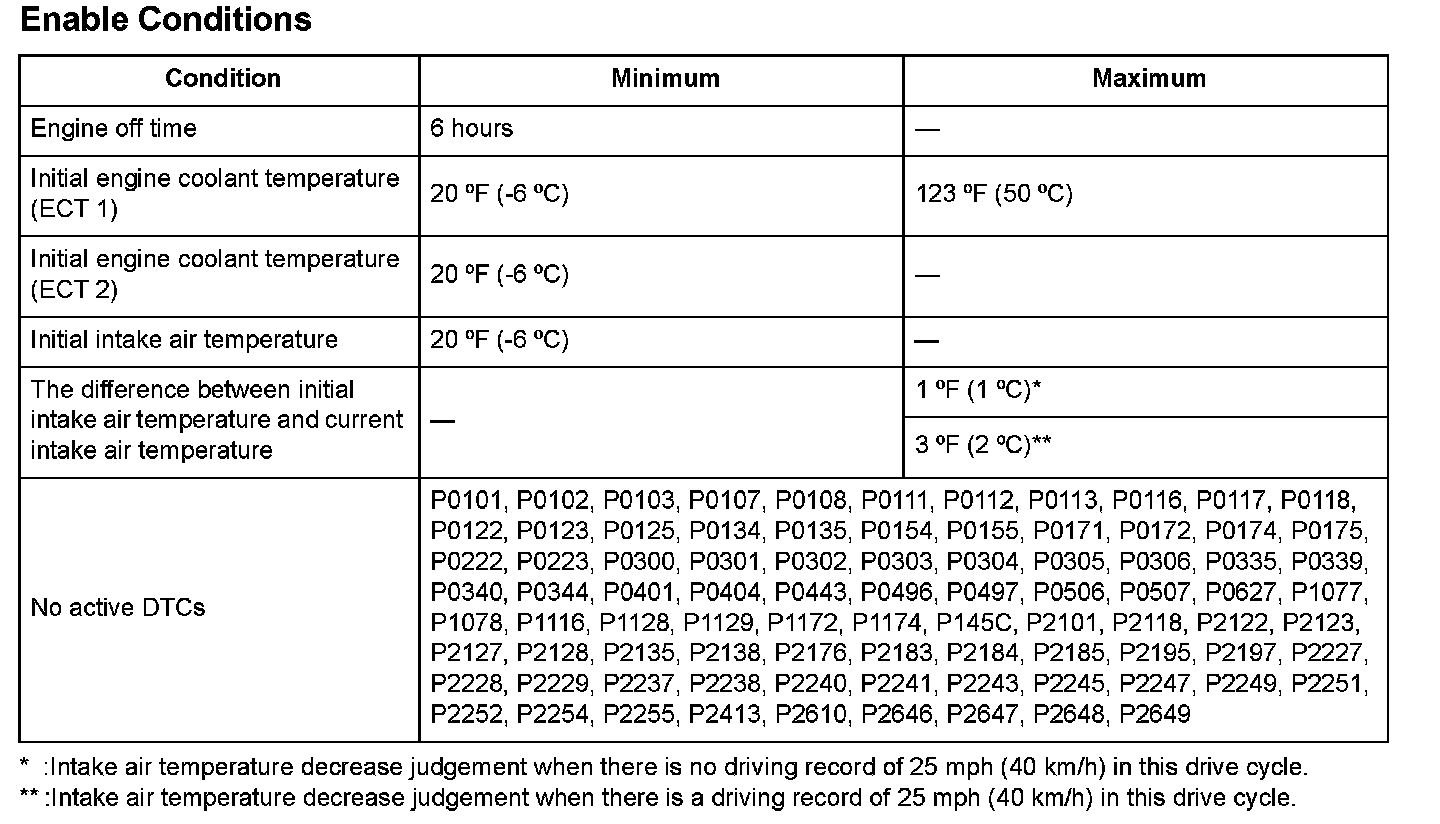 Enable Conditions
Condition Minimum Maximum
Engine off time 6 hours —
Initial engine coolant temperature
(ECT 1) 20 ºF (-6 ºC) 123 ºF (50 ºC)
Initial engine coolant temperature
(ECT 2) 20 ºF (-6 ºC) —
Initial intake air temperature 20 ºF (-6 ºC) —
The difference between initial
intake air temperature and current
intake air temperature
—
1 ºF (1 ºC)*
3 ºF (2 ºC)**
No active DTCs
P0101, P0102, P0103, P0107, P0108, P0111, P0112, P0113, P0116, P0117, P0118,
P0122, P0123, P0125, P0134, P0135, P0154, P0155, P0171, P0172, P0174, P0175,
P0222, P0223, P0300, P0301, P0302, P0303, P0304, P0305, P0306, P0335, P0339,
P0340, P0344, P0401, P0404, P0443, P0496, P0497, P0506, P0507, P0627, P1077,
P1078, P1116, P1128, P1129, P1172, P1174, P145C, P2101, P2118, P2122, P2123,
P2127, P2128, P2135, P2138, P2176, P2183, P2184, P2185, P2195, P2197, P2227,
P2228, P2229, P2237, P2238, P2240, P2241, P2243, P2245, P2247, P2249, P2251,
P2252, P2254, P2255, P2413, P2610, P2646, P2647, P2648, P2649
* :Intake air temperature decrease judgement when there is no driving record of 25 mph (40 km/h) in this drive cycle.
** :Intake air temperature decrease judgement when there is a driving record of 25 mph (40 km/h) in this drive cycle.